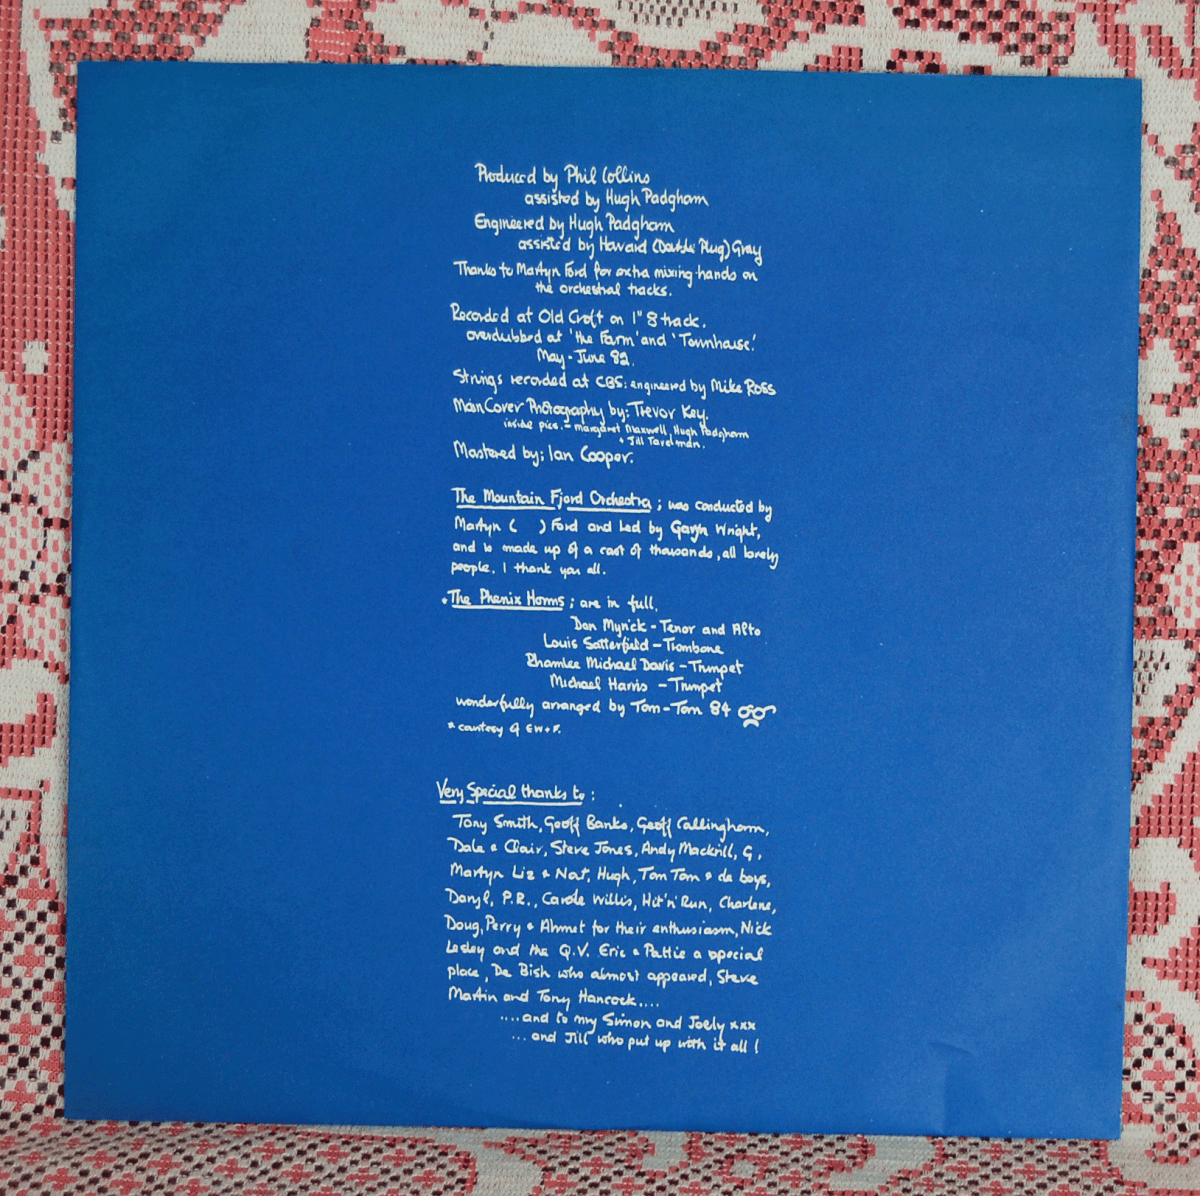 Produced by Phil Collins
assisted by Hugh Padgham
Engineered by Hugh Padgham
assisted by Howard (Double Plug) Gray
Thanks to Martyn Ford for extra mixing hands on
the orchestral tracks.
Recorded at Old Croft on 1" 8 track.
overdubbed at 'the Farm' and 'Townhouse'.
May - June 82.
Strings recorded at CBS: engineered by Mike Ross
Main Cover Photography by: Trevor Key.
inside pics. - Margaret Maxwell, Hugh Padgham
+ Jill Tavelman.
Mastered by; Ian Cooper.
The Mountain Fjord Orchestra; was conducted by
Martyn ( ) Ford and Led by Gavyn Wright,
and is made up of a cast of thousands, all lovely
people. I thank you all.
*The Phenix Horns; are in full.
Don Myrick - Tenor and Alto
Louis Satterfield - Trombone
Rhamlee Michael Davis - Trumpet
Michael Harris - Trumpet
wonderfully arranged by Tom-Tom 84
* courtesy of EW+F.
Very Special thanks to:
Tony Smith, Geoff Banks, Geoff Callingham,
Dale + Clair, Steve Jones, Andy Mackrill, G,
Martyn Liz + Nat, Hugh, Tom Tom + de boys,
Daryl, P.R., Carole Willis, Hit 'n' Run, Charlene,
Doug, Perry + Ahmet for their enthusiasm, Nick
Lesley and the Q.V. Eric + Pattie a special
place, De Bish who almost appeared, Steve
Martin and Tony Hancock....
....and to my Simon and Joely xxx
... and Jill who put up with it all!